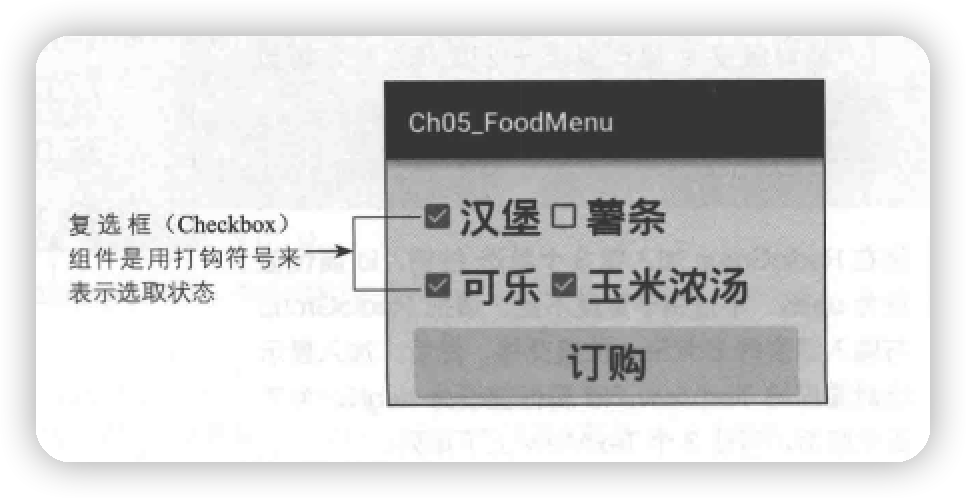 Ch05_FoodMenu
复选框（Checkbox）
组件是用打钩符号来
表示选取状态
汉堡 薯条
可乐 玉米浓汤
订购